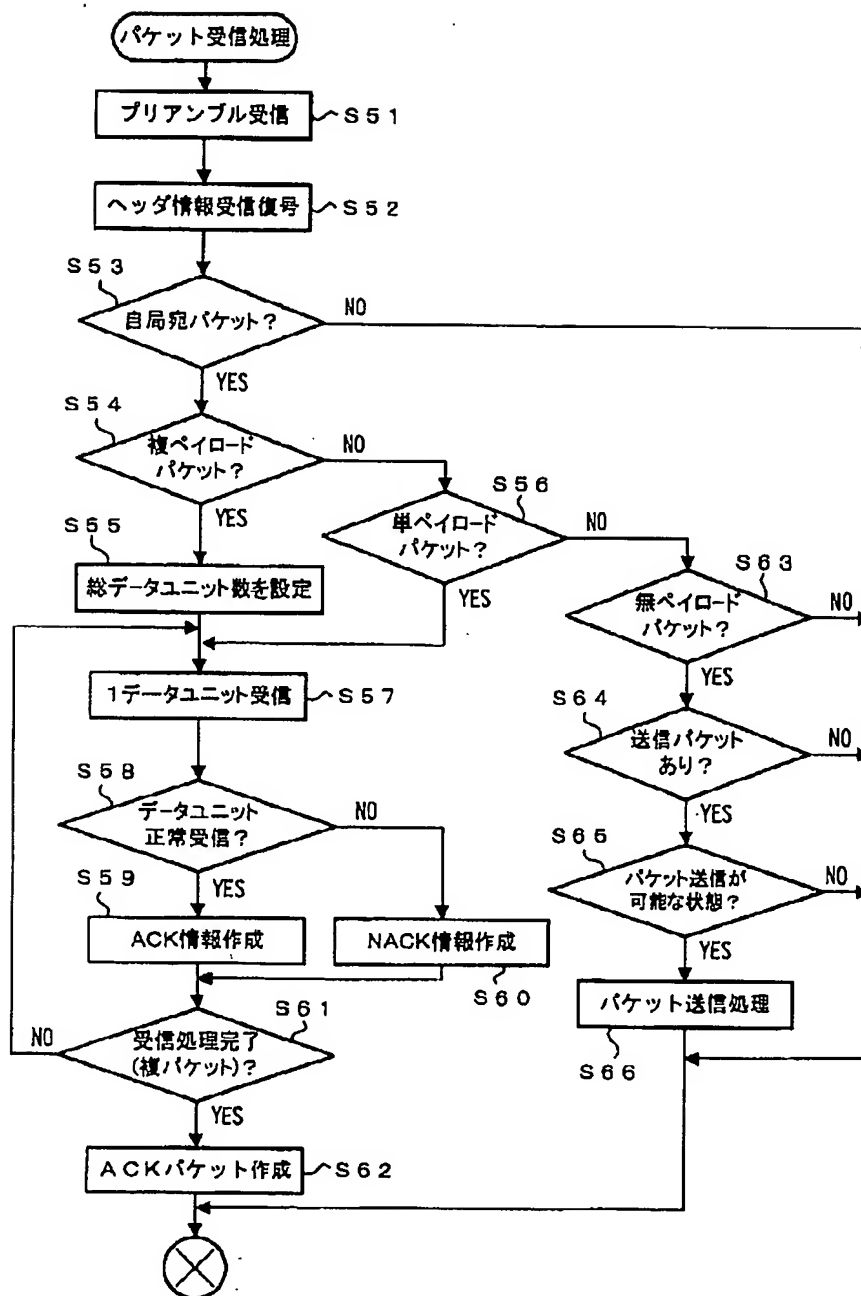 パケット受信処理
プリアンブル受信
S51
ヘッダ情報受信復号
S52
S53
自局宛パケット?
NO
YES
S54
複ペイロード
パケット?
NO
YES
S56
単ペイロード
パケット?
NO
YES
S55
総データユニット数を設定
S63
無ペイロード
パケット?
NO
YES
1データユニット受信
S57
S64
送信パケット
あり?
NO
YES
S58
データユニット
正常受信?
NO
YES
S65
パケット送信が
可能な状態?
NO
YES
S59
ACK情報作成
NACK情報作成
S60
パケット送信処理
S66
S61
受信処理完了
(複パケット)?
NO
YES
ACKパケット作成
S62